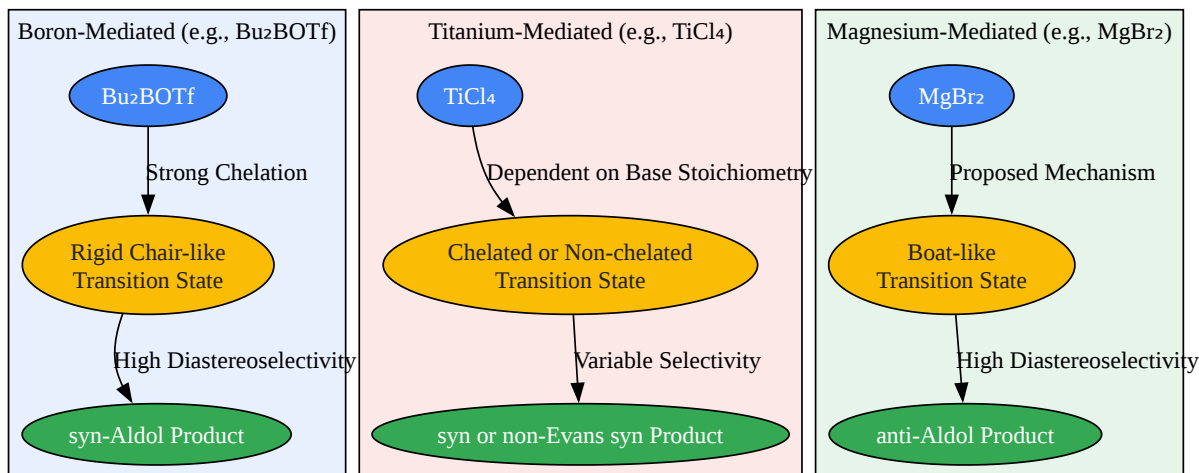 Boron-Mediated (e.g., Bu₂BOTf)
Bu₂BOTf
Strong Chelation
Rigid Chair-like
Transition State
High Diastereoselectivity
syn-Aldol Product
Titanium-Mediated (e.g., TiCl₄)
TiCl₄
Dependent on Base Stoichiometry
Chelated or Non-chelated
Transition State
Variable Selectivity
syn or non-Evans syn Product
Magnesium-Mediated (e.g., MgBr₂)
MgBr₂
Proposed Mechanism
Boat-like
Transition State
High Diastereoselectivity
anti-Aldol Product